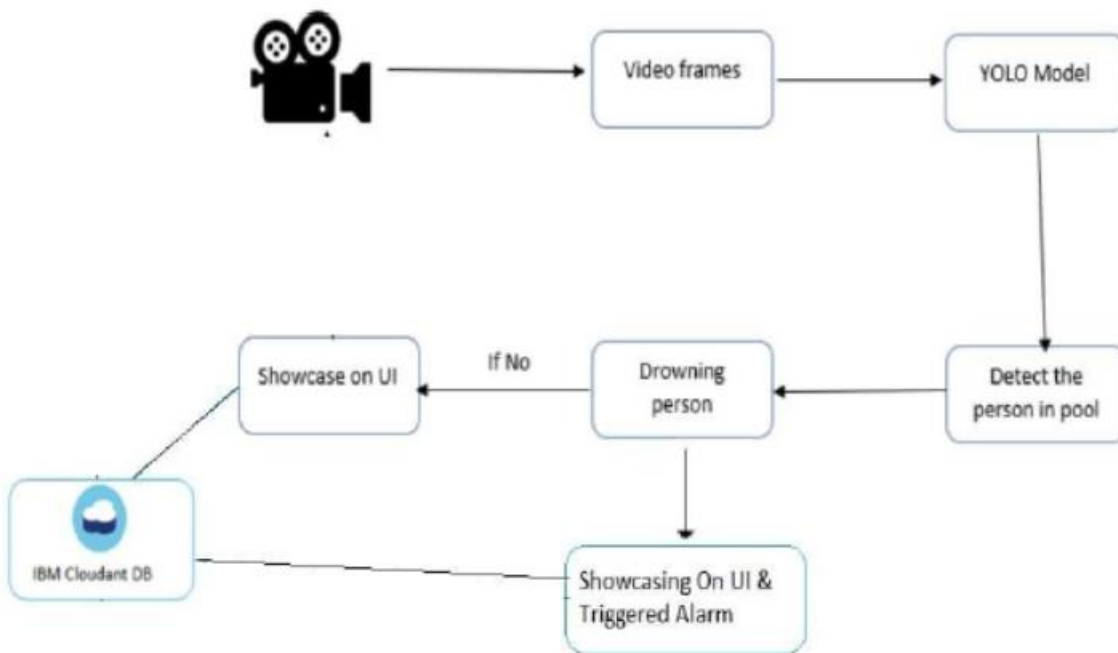 Video frames
YOLO Model
Showcase on UI
If No
Drowning
person
Detect the
person in pool
IBM Cloudant DB
Showcasing On UI &
Triggered Alarm